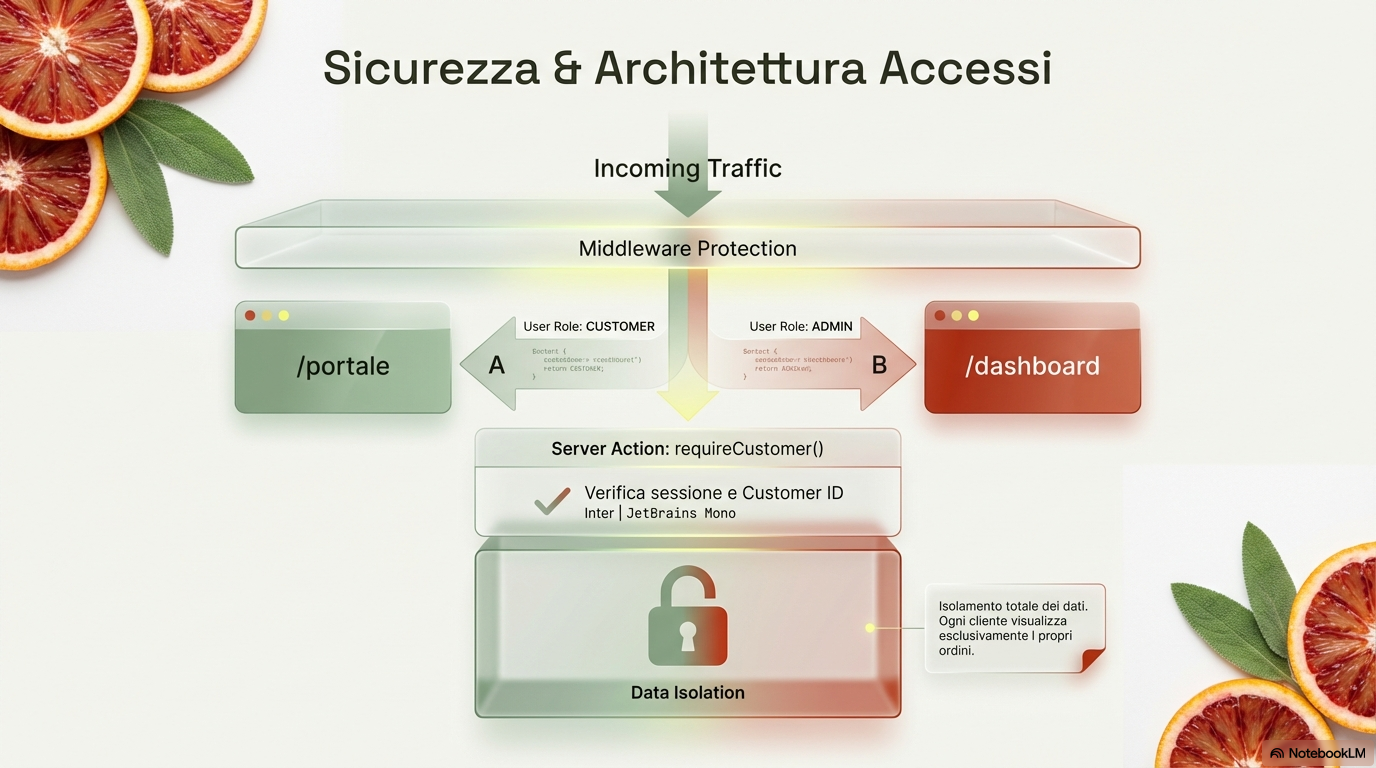 Sicurezza & Architettura Accessi
Incoming Traffic
Middleware Protection
/portale
A
User Role: CUSTOMER
return CUSTOMER;
}
User Role: ADMIN
}
B
/dashboard
Server Action: requireCustomer()
Verifica sessione e Customer ID
Inter | JetBrains Mono
Data Isolation
Isolamento totale dei dati.
Ogni cliente visualizza
esclusivamente I propri
ordini.
NotebookLM